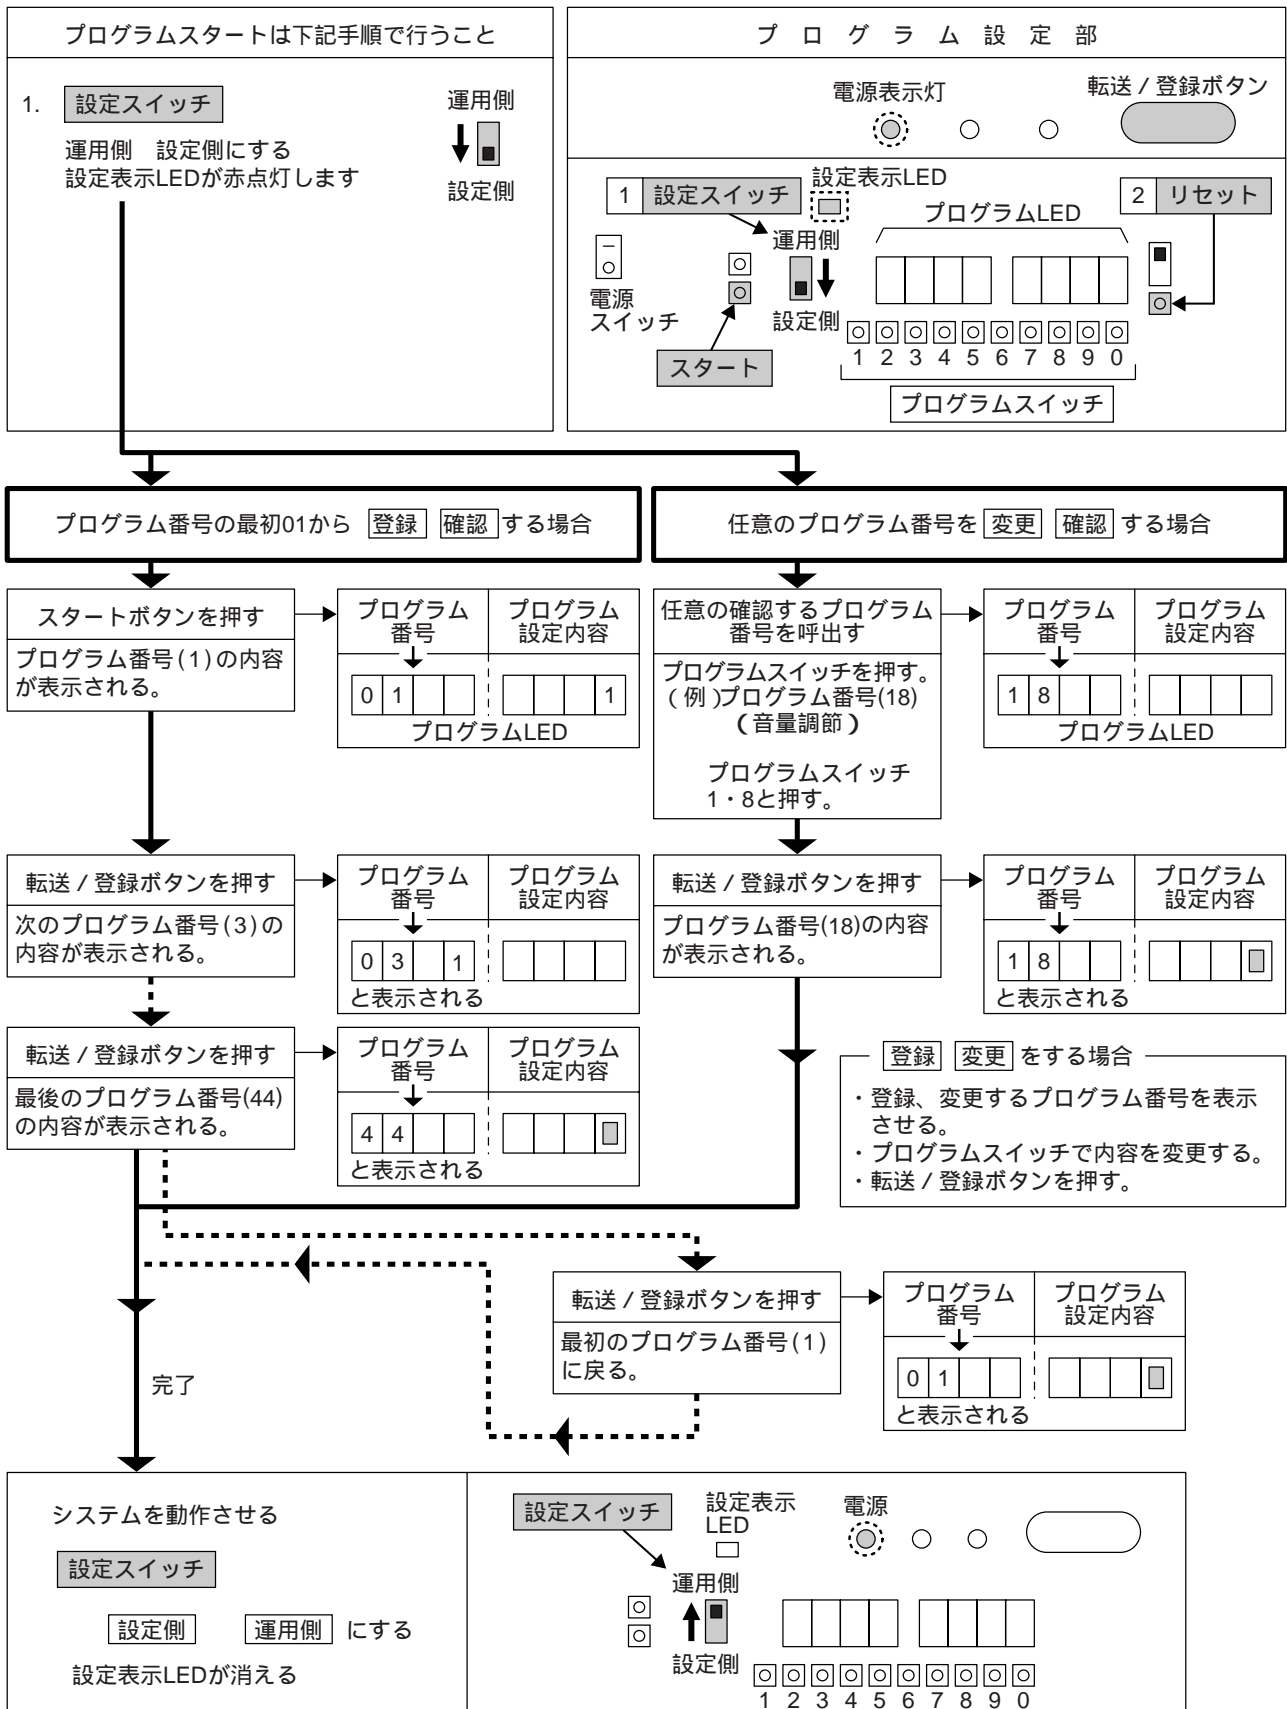 プログラムスタートは下記手順で行うこと
1. 設定スイッチ
運用側 設定側にする
設定表示LEDが赤点灯します
運用側
設定側
プログラム設定部
電源表示灯
転送/登録ボタン
1 設定スイッチ
設定表示LED
プログラムLED
2 リセット
運用側
設定側
電源
スイッチ
スタート
1 2 3 4 5 6 7 8 9 0
プログラムスイッチ
プログラム番号の最初01から 登録 確認 する場合
スタートボタンを押す
プログラム番号(1)の内容
が表示される。
プログラム
番号
プログラム
設定内容
0 1 1
プログラムLED
転送/登録ボタンを押す
次のプログラム番号(3)の
内容が表示される。
プログラム
番号
プログラム
設定内容
0 3 1
と表示される
転送/登録ボタンを押す
最後のプログラム番号(44)
の内容が表示される。
プログラム
番号
プログラム
設定内容
4 4
と表示される
任意のプログラム番号を 変更 確認 する場合
任意の確認するプログラム
番号を呼出す
プログラムスイッチを押す。
(例)プログラム番号(18)
(音量調節)
プログラムスイッチ
1・8と押す。
プログラム
番号
プログラム
設定内容
1 8
プログラムLED
転送/登録ボタンを押す
プログラム番号(18)の内容
が表示される。
プログラム
番号
プログラム
設定内容
1 8
と表示される
登録 変更 をする場合
・登録、変更するプログラム番号を表示
させる。
・プログラムスイッチで内容を変更する。
・転送/登録ボタンを押す。
転送/登録ボタンを押す
最初のプログラム番号(1)
に戻る。
プログラム
番号
プログラム
設定内容
0 1
と表示される
完了
システムを動作させる
設定スイッチ
設定側 運用側 にする
設定表示LEDが消える
設定スイッチ
設定表示
LED
電源
運用側
設定側
1 2 3 4 5 6 7 8 9 0